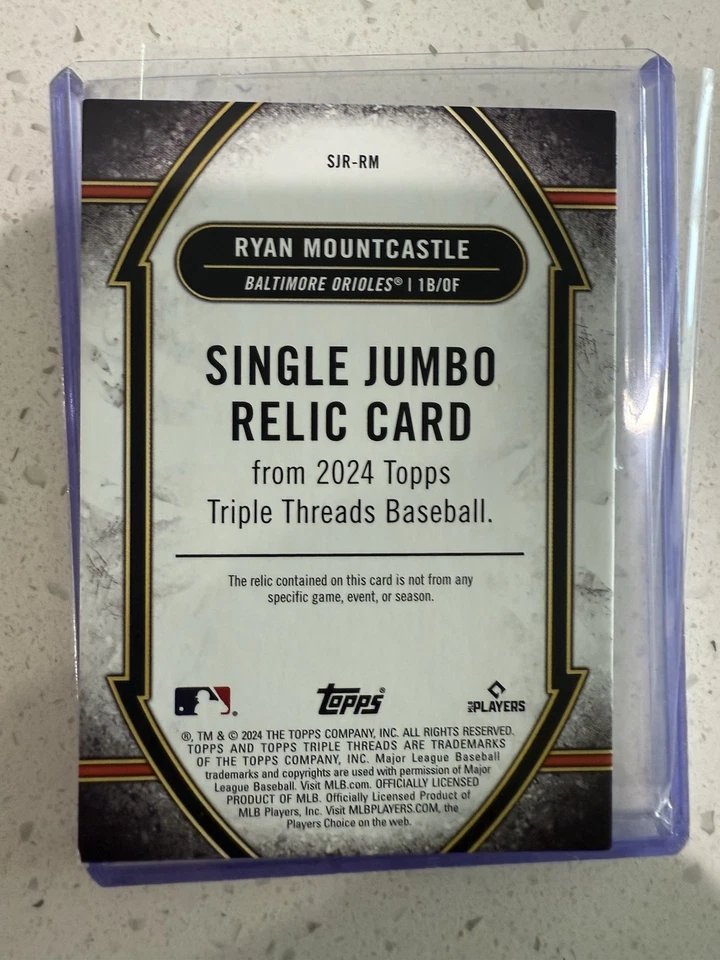 SJR-RM
RYAN MOUNTCASTLE
BALTIMORE ORIOLES® | 1B/OF
SINGLE JUMBO
RELIC CARD
from 2024 Topps
Triple Threads Baseball.
The relic contained on this card is not from any
specific game, event, or season.
topps®
MLB PLAYERS
®, TM & © 2024 THE TOPPS COMPANY, INC. ALL RIGHTS RESERVED.
TOPPS AND TOPPS TRIPLE THREADS ARE TRADEMARKS
OF THE TOPPS COMPANY, INC. Major League Baseball
trademarks and copyrights are used with permission of Major
League Baseball. Visit MLB.com. OFFICIALLY LICENSED
PRODUCT OF MLB. Officially Licensed Product of
MLB Players, Inc. Visit MLBPLAYERS.COM, the
Players Choice on the web.